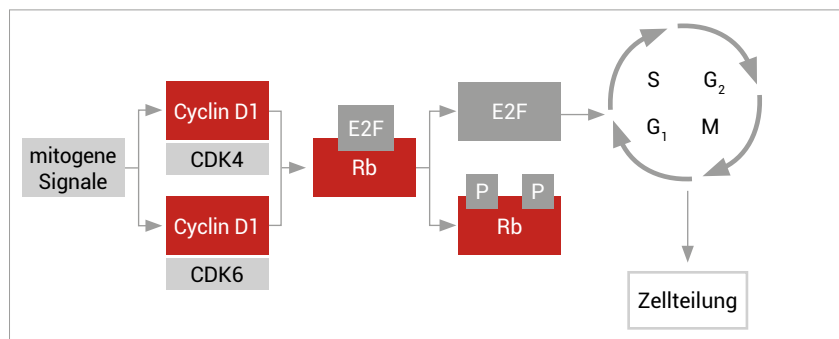 mitogene
Signale
Cyclin D1
CDK4
Cyclin D1
CDK6
E2F
Rb
E2F
P P
Rb
S G₂
G₁ M
Zellteilung